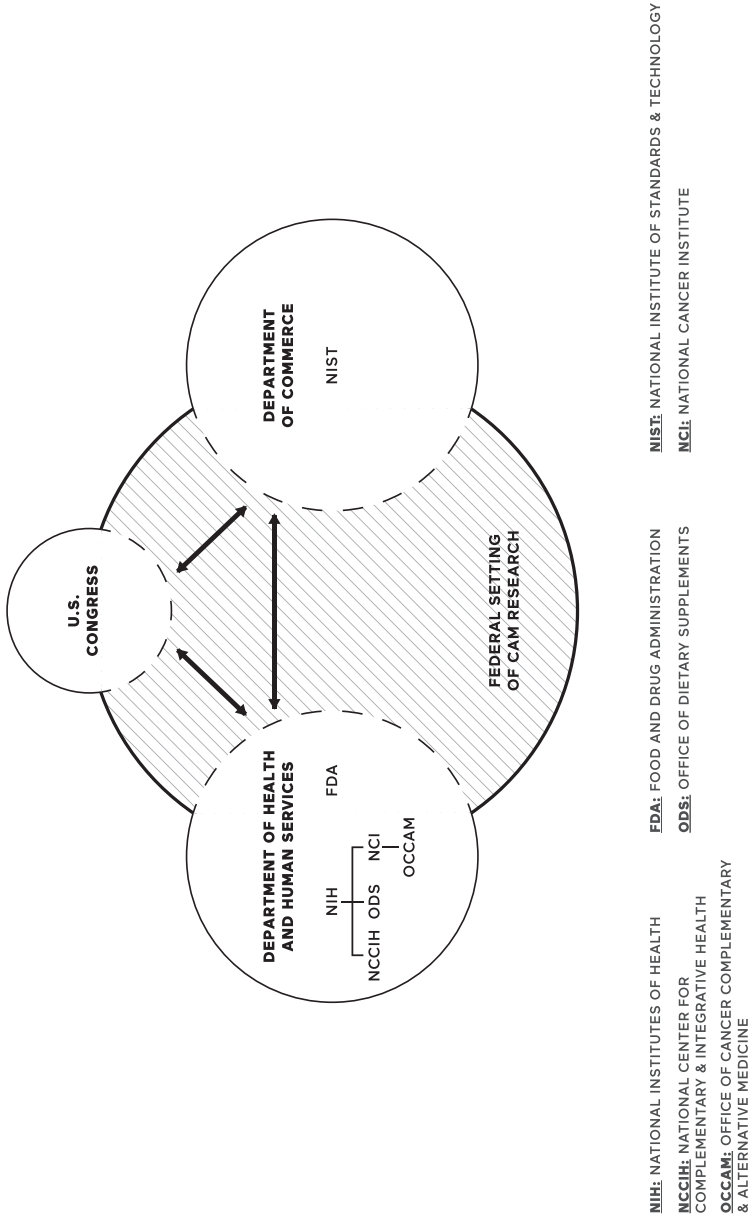 U.S.
CONGRESS
DEPARTMENT OF HEALTH
AND HUMAN SERVICES
NIH
FDA
NCCIH
ODS
NCI
OCCAM
DEPARTMENT
OF COMMERCE
NIST
FEDERAL SETTING
OF CAM RESEARCH
NIH: NATIONAL INSTITUTES OF HEALTH
NCCIH: NATIONAL CENTER FOR
COMPLEMENTARY & INTEGRATIVE HEALTH
OCCAM: OFFICE OF CANCER COMPLEMENTARY
& ALTERNATIVE MEDICINE
FDA: FOOD AND DRUG ADMINISTRATION
ODS: OFFICE OF DIETARY SUPPLEMENTS
NIST: NATIONAL INSTITUTE OF STANDARDS & TECHNOLOGY
NCI: NATIONAL CANCER INSTITUTE